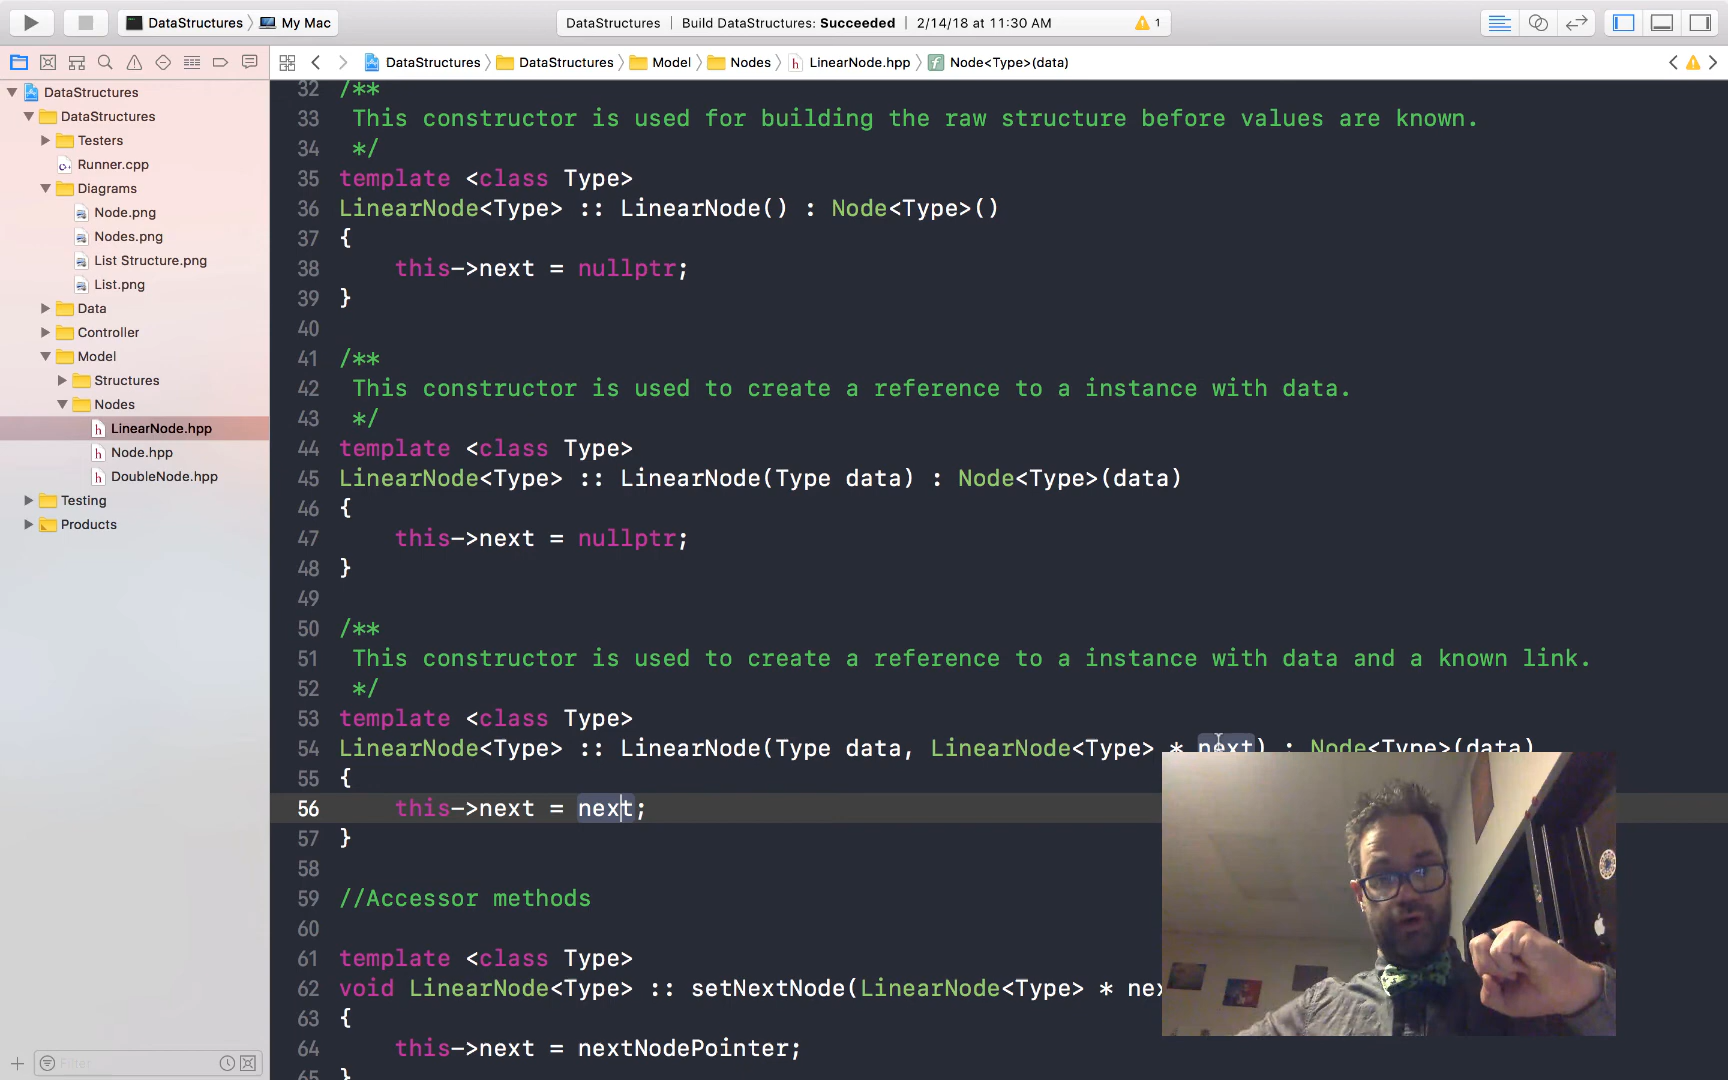 DataStructures
My Mac
DataStructures | Build DataStructures: Succeeded | 2/14/18 at 11:30 AM
1
DataStructures
DataStructures
Model
Nodes
LinearNode.hpp
Node<Type>(data)
DataStructures
DataStructures
Testers
Runner.cpp
Diagrams
Node.png
Nodes.png
List Structure.png
List.png
Data
Controller
Model
Structures
Nodes
LinearNode.hpp
Node.hpp
DoubleNode.hpp
Testing
Products
Filter
32 /**
33 This constructor is used for building the raw structure before values are known.
34 */
35 template <class Type>
36 LinearNode<Type> :: LinearNode() : Node<Type>()
37 {
38 this->next = nullptr;
39 }
40
41 /**
42 This constructor is used to create a reference to a instance with data.
43 */
44 template <class Type>
45 LinearNode<Type> :: LinearNode(Type data) : Node<Type>(data)
46 {
47 this->next = nullptr;
48 }
49
50 /**
51 This constructor is used to create a reference to a instance with data and a known link.
52 */
53 template <class Type>
54 LinearNode<Type> :: LinearNode(Type data, LinearNode<Type> * next) : Node<Type>(data)
55 {
56 this->next = next;
57 }
58
59 //Accessor methods
60
61 template <class Type>
62 void LinearNode<Type> :: setNextNode(LinearNode<Type> * nex
63 {
64 this->next = nextNodePointer;
65 }